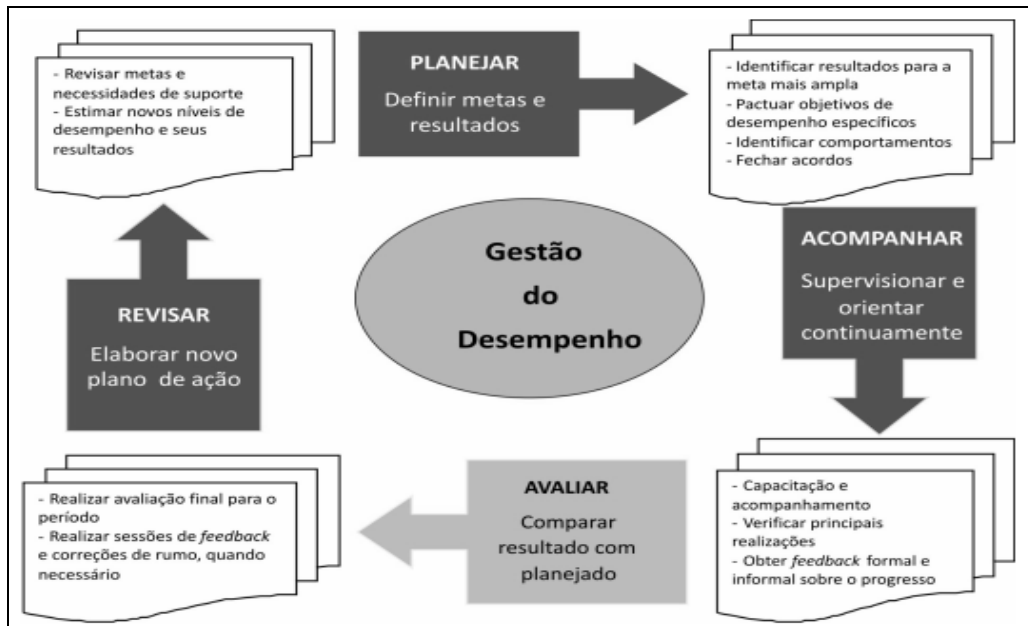 - Revisar metas e
necessidades de suporte
- Estimar novos níveis de
desempenho e seus
resultados
PLANEJAR
Definir metas e
resultados
- Identificar resultados para a
meta mais ampla
- Pactuar objetivos de
desempenho específicos
- Identificar comportamentos
- Fechar acordos
Gestão
do
Desempenho
ACOMPANHAR
Supervisionar e
orientar
continuamente
REVISAR
Elaborar novo
plano de ação
- Realizar avaliação final para o
período
- Realizar sessões de feedback
e correções de rumo, quando
necessário
AVALIAR
Comparar
resultado com
planejado
- Capacitação e
acompanhamento
- Verificar principais
realizações
- Obter feedback formal e
informal sobre o progresso